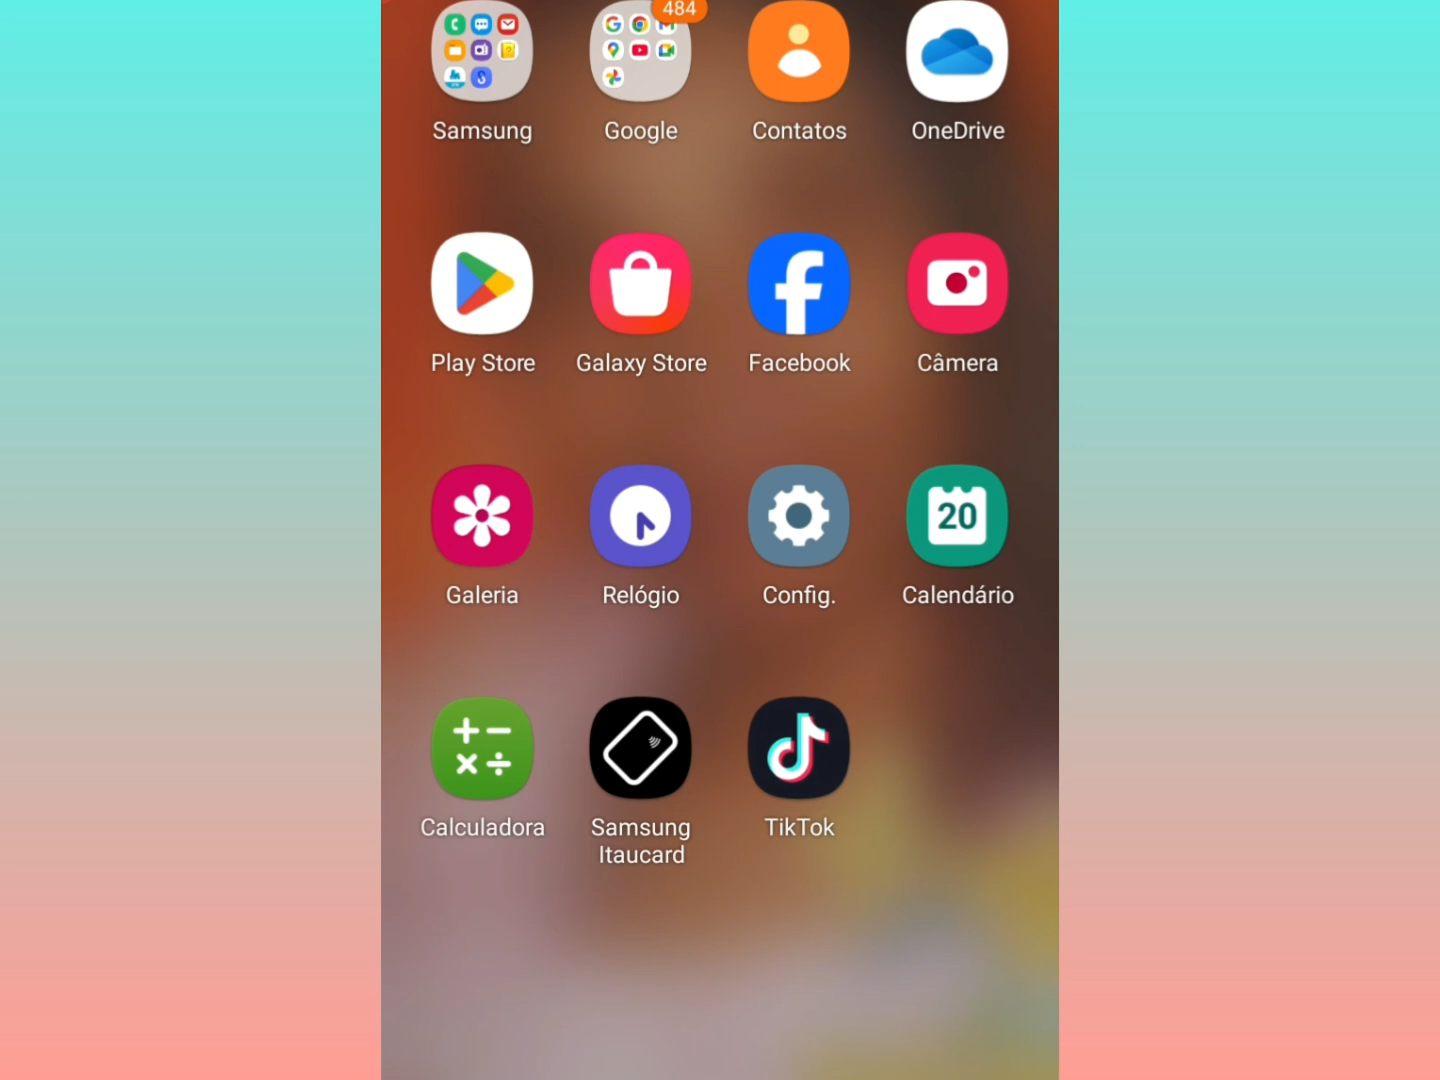 484
Samsung
Google
Contatos
OneDrive
Play Store
Galaxy Store
Facebook
Câmera
20
Galeria
Relógio
Config.
Calendário
Calculadora
Samsung
Itaucard
TikTok